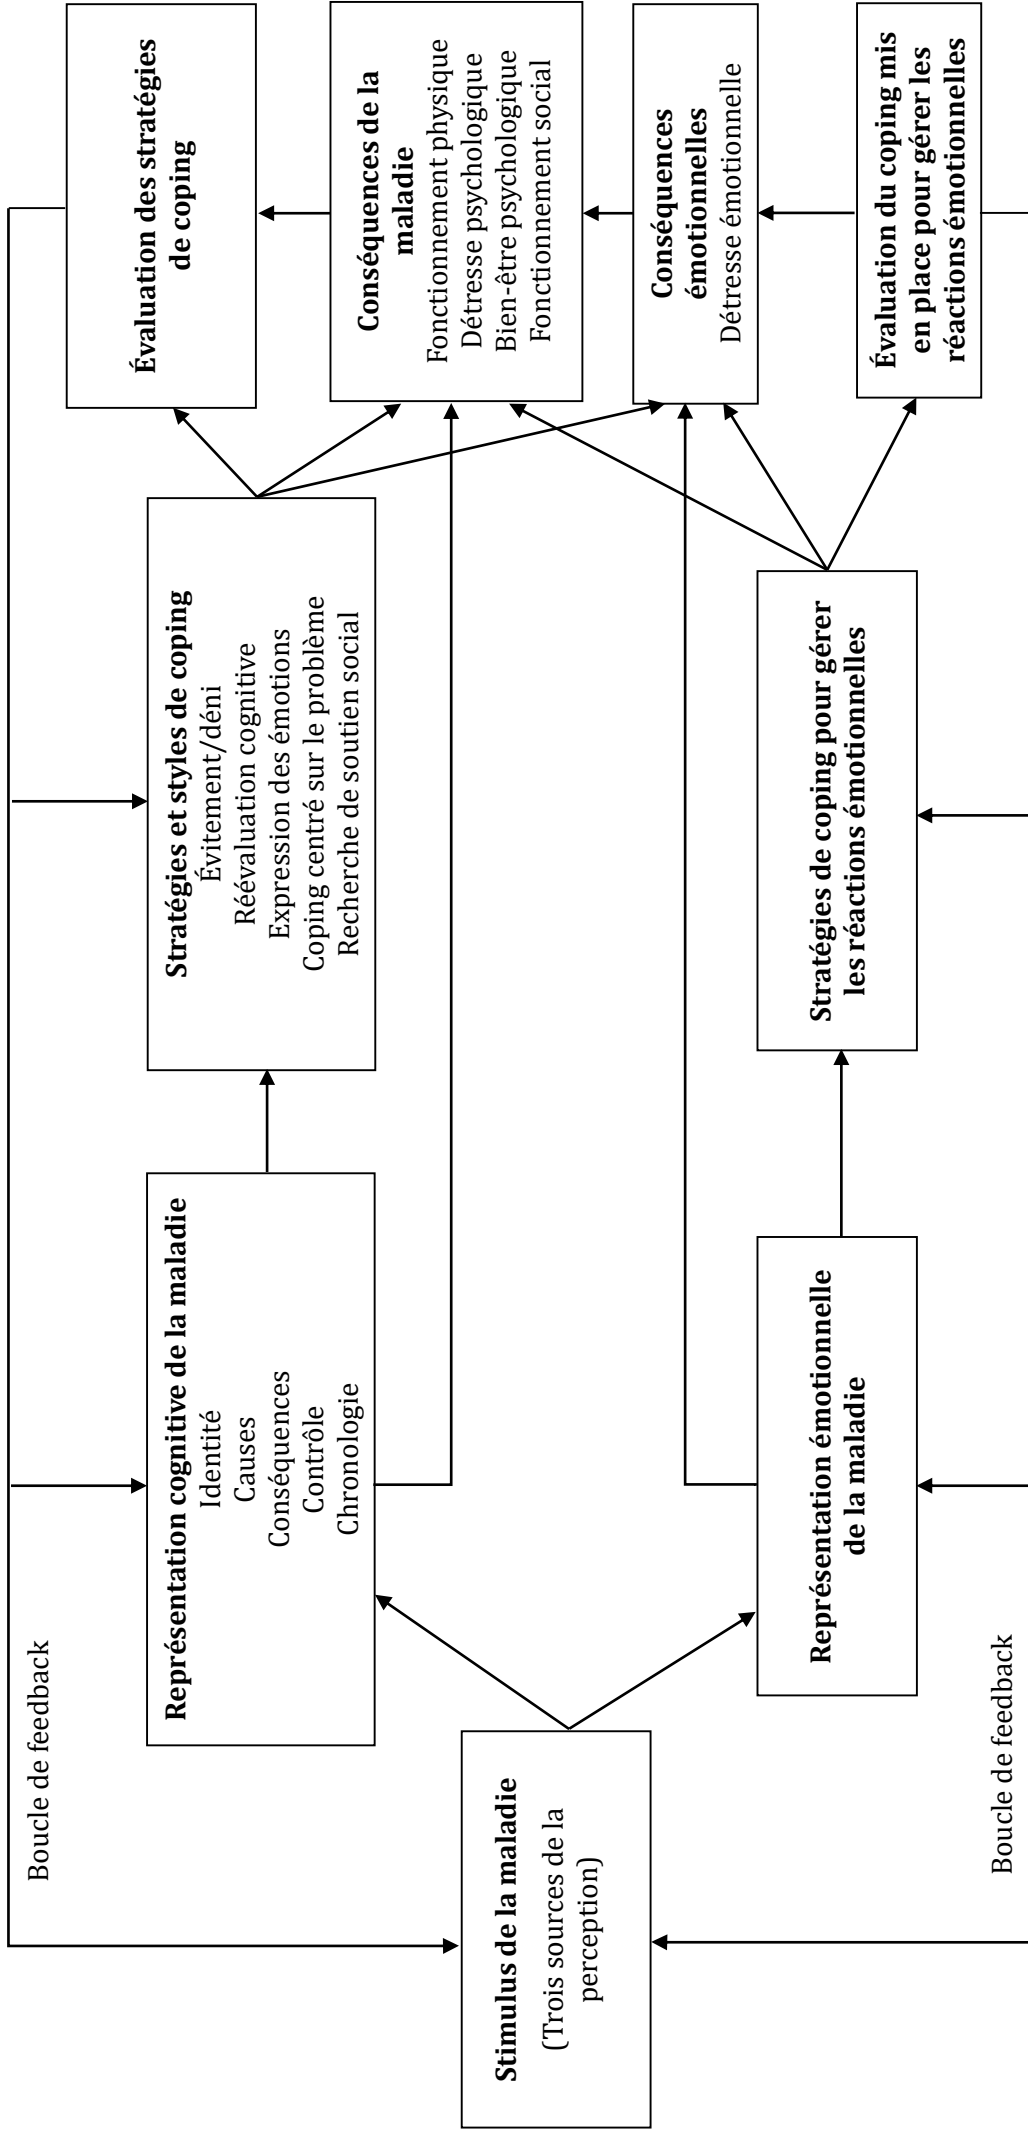 Boucle de feedback
Stimulus de la maladie
(Trois sources de la
perception)
Représentation cognitive de la maladie
Identité
Causes
Conséquences
Contrôle
Chronologie
Représentation émotionnelle
de la maladie
Stratégies et styles de coping
Évitement/déni
Réévaluation cognitive
Expression des émotions
Coping centré sur le problème
Recherche de soutien social
Stratégies de coping pour gérer
les réactions émotionnelles
Évaluation des stratégies
de coping
Conséquences de la
maladie
Fonctionnement physique
Détresse psychologique
Bien-être psychologique
Fonctionnement social
Conséquences
émotionnelles
Détresse émotionnelle
Évaluation du coping mis
en place pour gérer les
réactions émotionnelles
Boucle de feedback